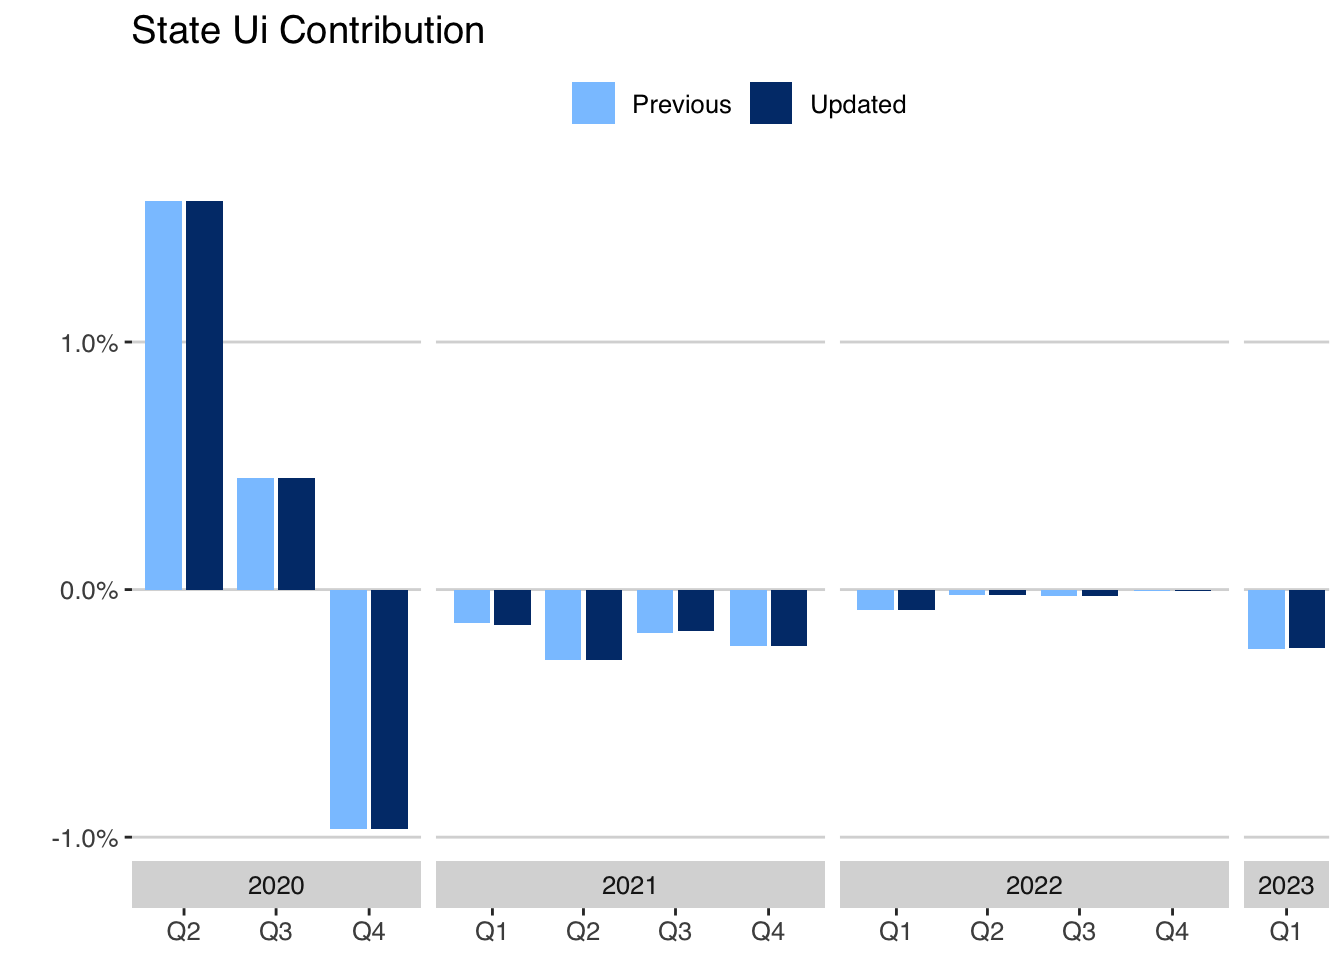 State Ui Contribution
Previous Updated
1.0%
0.0%
-1.0%
2020 2021 2022 2023
Q2 Q3 Q4 Q1 Q2 Q3 Q4 Q1 Q2 Q3 Q4 Q1